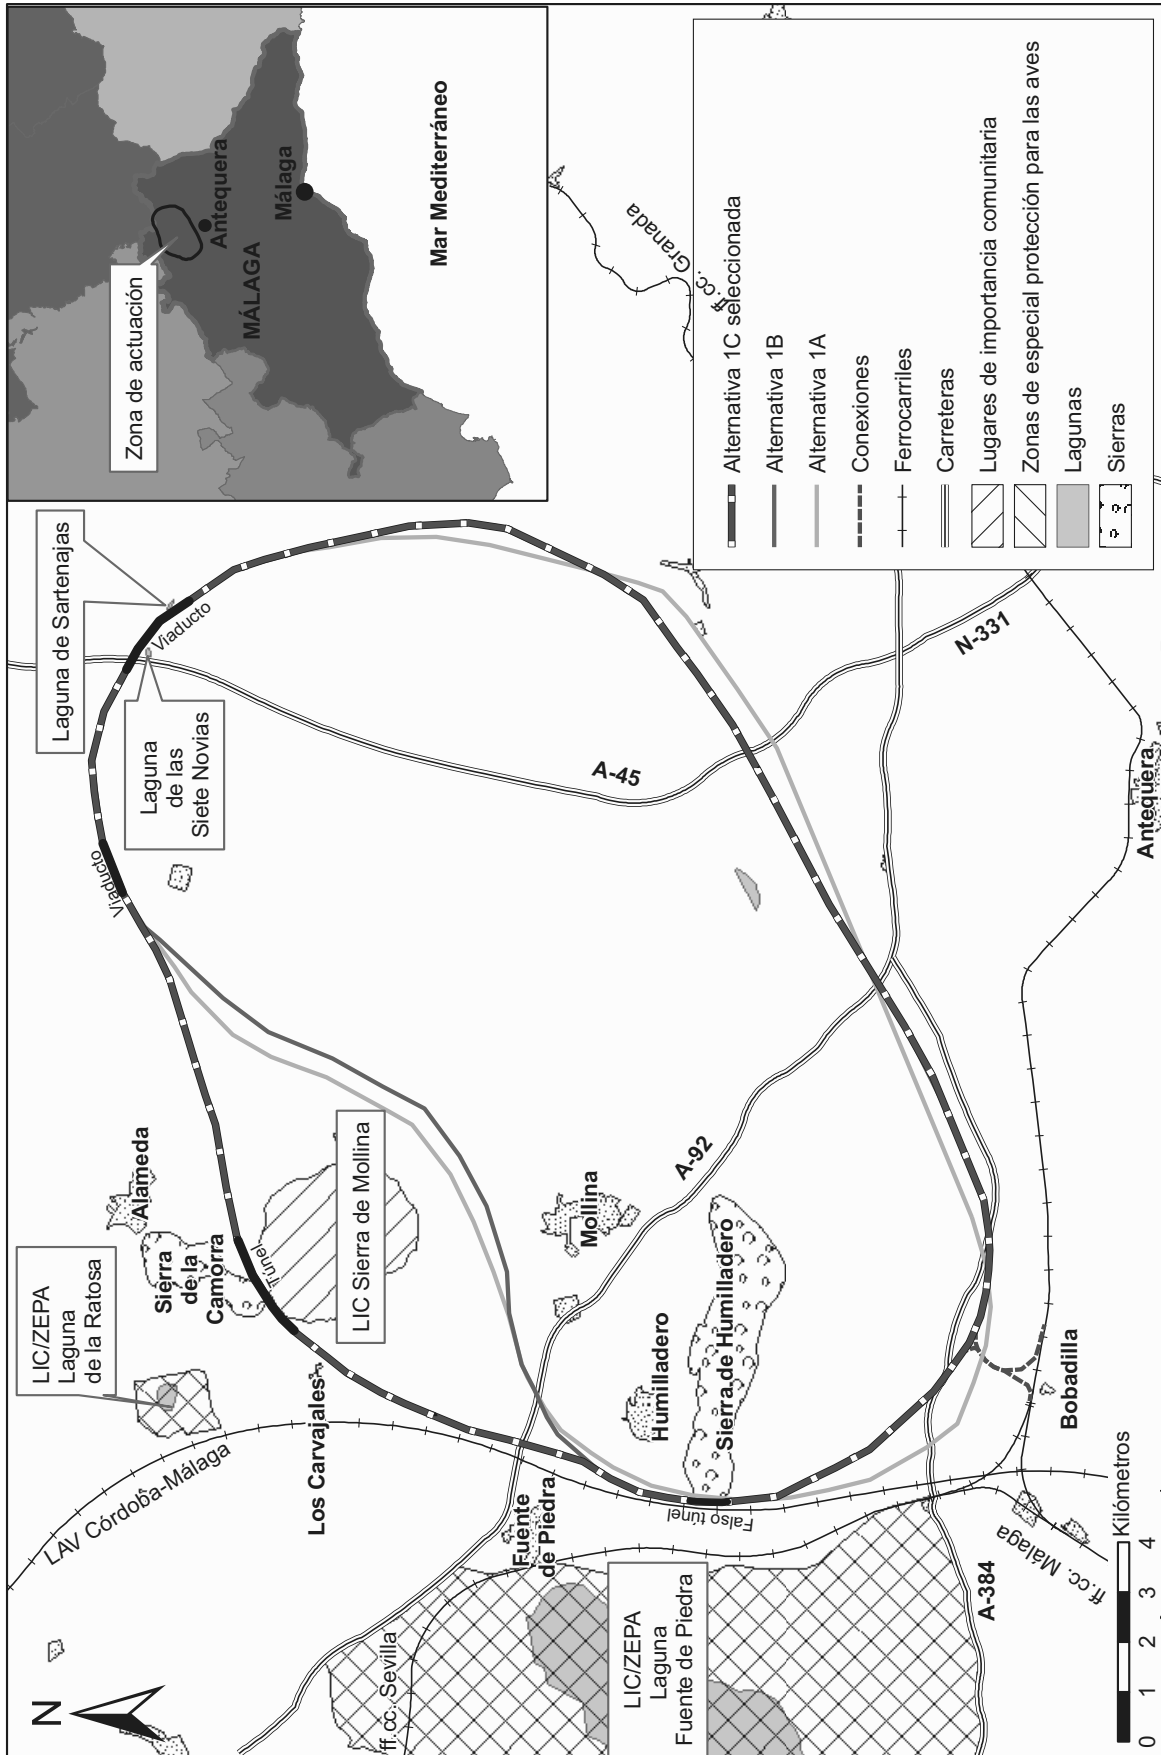 N
LAV Córdoba-Málaga
LIC/ZEPA
Laguna
de la Ratosa
Alameda
Sierra
de la
Camorra
Túnel
Los Carvajales
LIC Sierra de Mollina
Viaducto
Laguna de Sartenajas
Viaducto
Laguna
de las
Siete Novias
A-45
N-331
ff.cc. Sevilla
Fuente
de Piedra
Mollina
A-92
Humilladero
Sierra de Humilladero
Falso túnel
LIC/ZEPA
Laguna
Fuente de Piedra
A-384
ff.cc. Málaga
Bobadilla
Antequera
ff.cc. Granada
0 1 2 3 4
Kilómetros
Zona de actuación
Antequera
MÁLAGA
Málaga
Mar Mediterráneo
Alternativa 1C seleccionada
Alternativa 1B
Alternativa 1A
Conexiones
Ferrocarriles
Carreteras
Lugares de importancia comunitaria
Zonas de especial protección para las aves
Lagunas
Sierras